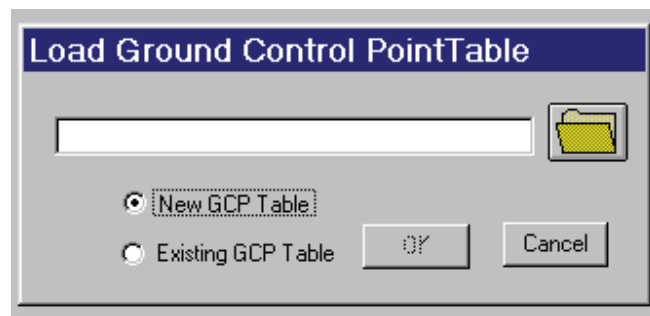 Load Ground Control PointTable
New GCP Table
Existing GCP Table
OK
Cancel